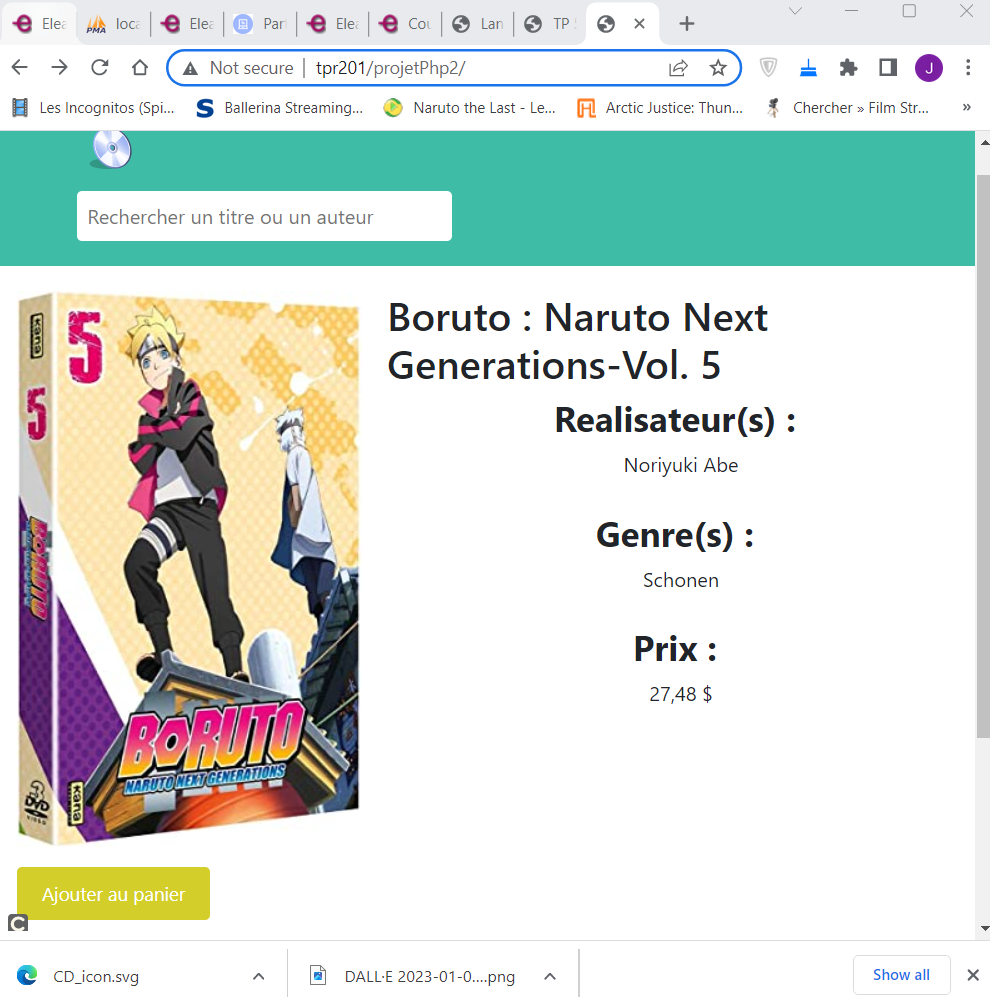 Elea
loca
Elea
Par
Elea
Cou
Lan
TP
Not secure
tpr201/projetPhp2/
J
Les Incognitos (Spi...
Ballerina Streaming...
Naruto the Last - Le...
Arctic Justice: Thun...
Chercher » Film Str...
»
Rechercher un titre ou un auteur
kana
5
5
BORUTO
Boruto : Naruto Next
Generations-Vol. 5
Realisateur(s) :
Noriyuki Abe
Genre(s) :
Schonen
Prix :
27,48 $
BORUTO
NARUTO NEXT GENERATIONS
3
DVD
VIDEO
kana
Ajouter au panier
CD_icon.svg
DALL·E 2023-01-0....png
Show all